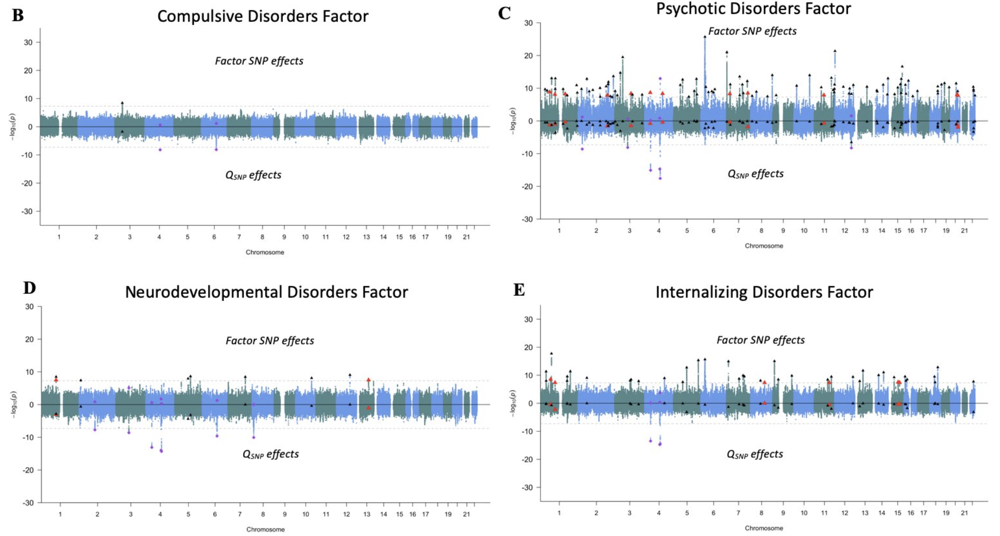 B
Compulsive Disorders Factor
30
20
10
0
-10
-20
-30
−log10(p)
Factor SNP effects
QSNP effects
1 2 3 4 5 6 7 8 9 10 11 12 13 14 15 16 17 19 21
Chromosome
C
Psychotic Disorders Factor
30
20
10
0
-10
-20
-30
−log10(p)
Factor SNP effects
QSNP effects
1 2 3 4 5 6 7 8 9 10 11 12 13 14 15 16 17 19 21
Chromosome
D
Neurodevelopmental Disorders Factor
30
20
10
0
-10
-20
-30
−log10(p)
Factor SNP effects
QSNP effects
1 2 3 4 5 6 7 8 9 10 11 12 13 14 15 16 17 19 21
Chromosome
E
Internalizing Disorders Factor
30
20
10
0
-10
-20
-30
−log10(p)
Factor SNP effects
QSNP effects
1 2 3 4 5 6 7 8 9 10 11 12 13 14 15 16 17 19 21
Chromosome